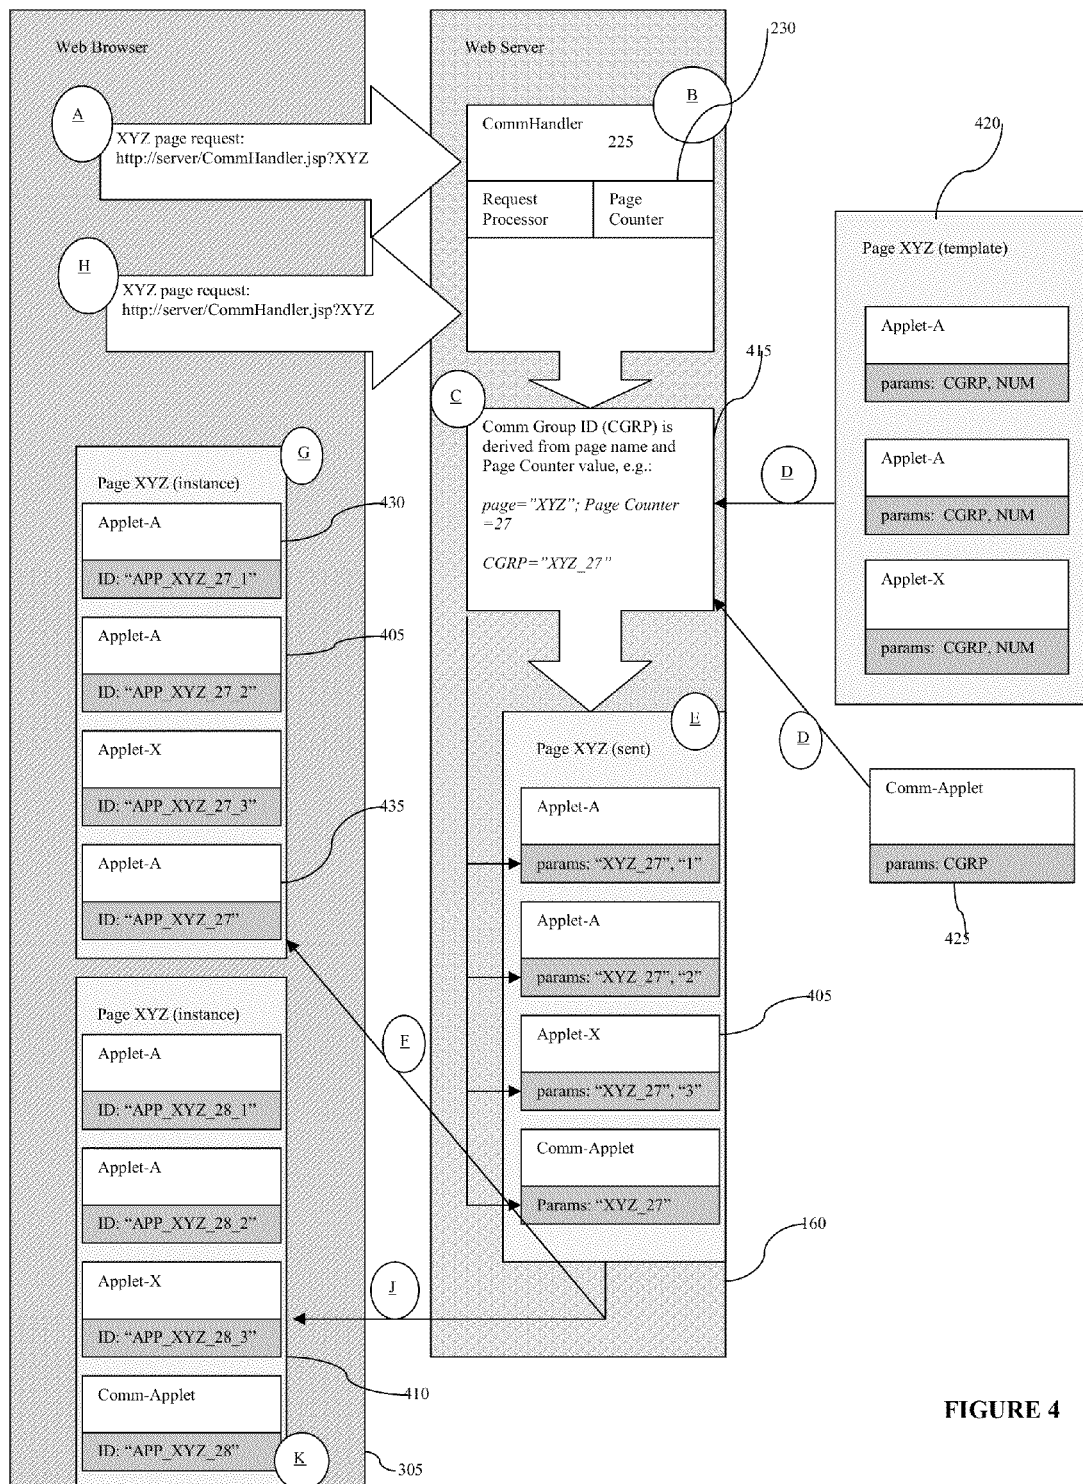 Web Browser
Web Server
230
A
XYZ page request:
http://server/CommHandler.jsp?XYZ
B
CommHandler
225
Request
Processor
Page
Counter
H
XYZ page request:
http://server/CommHandler.jsp?XYZ
420
Page XYZ (template)
Applet-A
params: CGRP, NUM
Applet-A
params: CGRP, NUM
Applet-X
params: CGRP, NUM
415
C
Comm Group ID (CGRP) is
derived from page name and
Page Counter value, e.g.:
page=”XYZ”; Page Counter
=27
CGRP=”XYZ_27”
D
D
Comm-Applet
params: CGRP
425
G
Page XYZ (instance)
Applet-A
ID: “APP_XYZ_27_1”
430
Applet-A
ID: “APP_XYZ_27_2”
405
Applet-X
ID: “APP_XYZ_27_3”
435
Applet-A
ID: “APP_XYZ_27”
E
Page XYZ (sent)
Applet-A
params: “XYZ_27”, “1”
Applet-A
params: “XYZ_27”, “2”
405
Applet-X
params: “XYZ_27”, “3”
Comm-Applet
Params: “XYZ_27”
160
F
J
Page XYZ (instance)
Applet-A
ID: “APP_XYZ_28_1”
Applet-A
ID: “APP_XYZ_28_2”
Applet-X
ID: “APP_XYZ_28_3”
410
Comm-Applet
ID: “APP_XYZ_28”
K
305
FIGURE 4